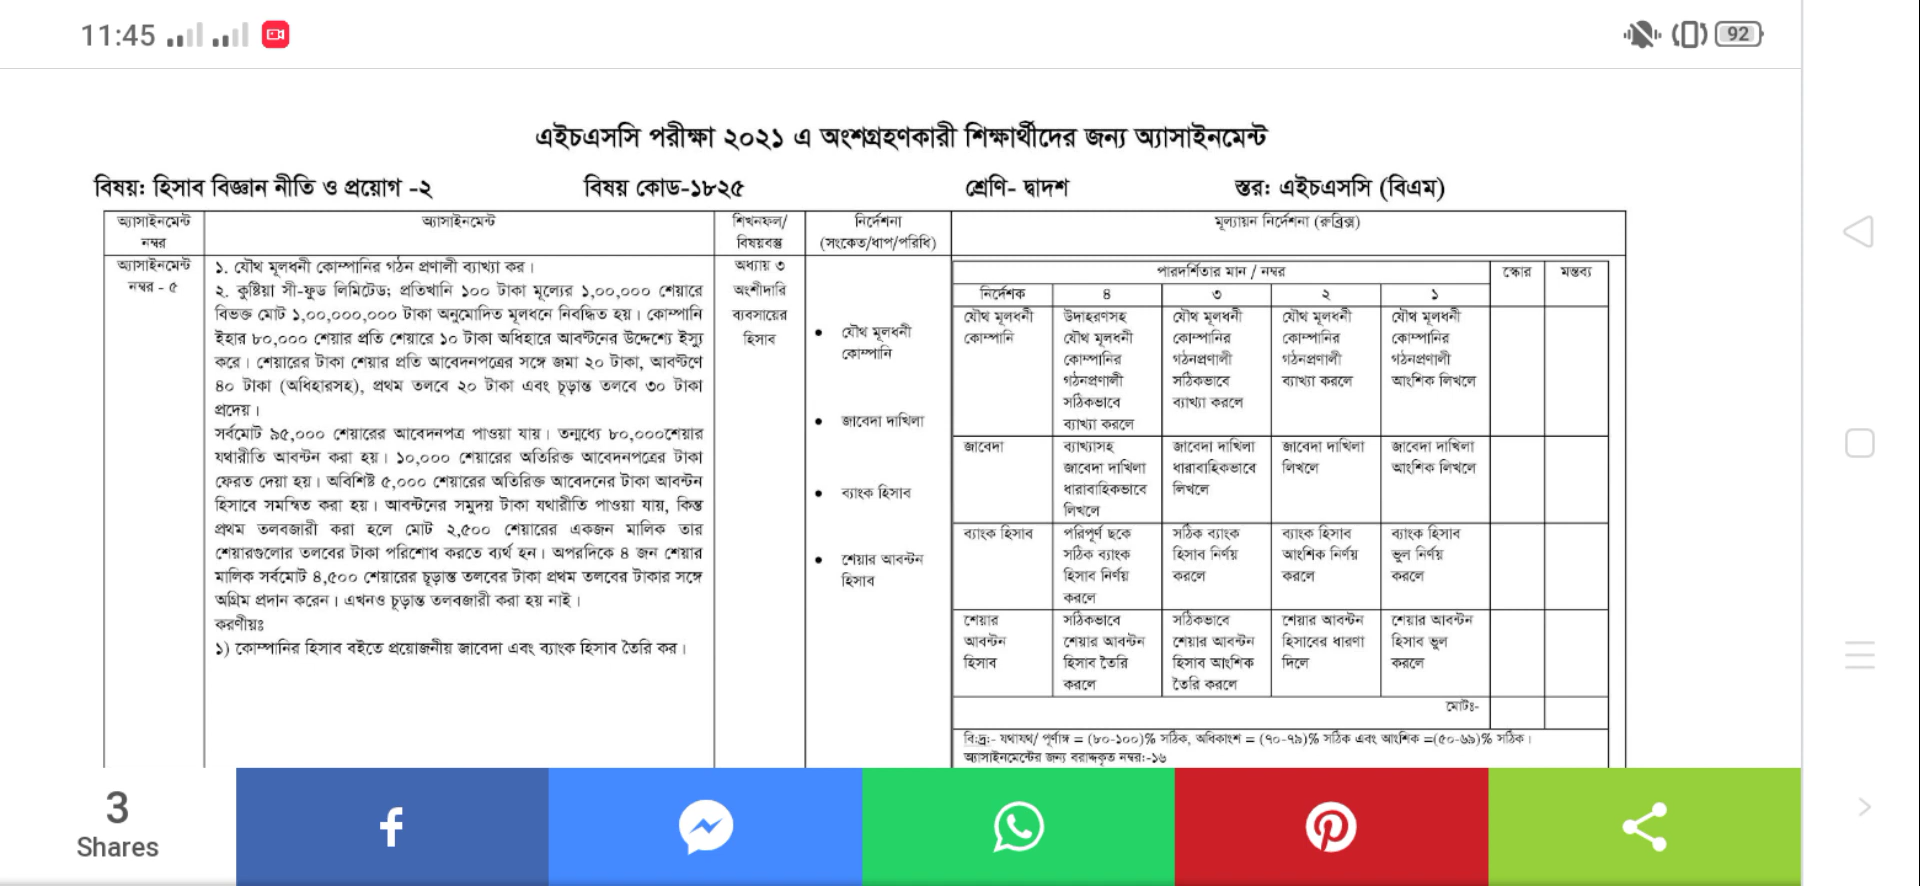 11:45
92
এইচএসসি পরীক্ষা ২০২১ এ অংশগ্রহণকারী শিক্ষার্থীদের জন্য অ্যাসাইনমেন্ট
বিষয়: হিসাব বিজ্ঞান নীতি ও প্রয়োগ -২ বিষয় কোড-১৮২৫ শ্রেণি- দ্বাদশ স্তর: এইচএসসি (বিএম)
অ্যাসাইনমেন্ট
নম্বর
অ্যাসাইনমেন্ট
শিখনফল/
বিষয়বস্তু
নির্দেশনা
(সংকেত/ধাপ/পরিধি)
মূল্যায়ন নির্দেশনা (রুব্রিক্স)
অ্যাসাইনমেন্ট
নম্বর - ৫
১. যৌথ মূলধনী কোম্পানির গঠন প্রণালী ব্যাখ্যা কর।
২. কুষ্টিয়া সী-ফুড লিমিটেড; প্রতিখানি ১০০ টাকা মূল্যের ১,০০,০০০ শেয়ারে
বিভক্ত মোট ১,০০,০০০,০০০ টাকা অনুমোদিত মূলধনে নিবন্ধিত হয়। কোম্পানি
ইহার ৮০,০০০ শেয়ার প্রতি শেয়ারে ১০ টাকা অধিহারে আবণ্টনের উদ্দেশ্যে ইস্যু
করে। শেয়ারের টাকা শেয়ার প্রতি আবেদনপত্রের সঙ্গে জমা ২০ টাকা, আবণ্টণে
৪০ টাকা (অধিহারসহ), প্রথম তলবে ২০ টাকা এবং চূড়ান্ত তলবে ৩০ টাকা
প্রদেয়।
সর্বমোট ৯৫,০০০ শেয়ারের আবেদনপত্র পাওয়া যায়। তন্মধ্যে ৮০,০০০শেয়ার
যথারীতি আবন্টন করা হয়। ১০,০০০ শেয়ারের অতিরিক্ত আবেদনপত্রের টাকা
ফেরত দেয়া হয়। অবিশিষ্ট ৫,০০০ শেয়ারের অতিরিক্ত আবেদনের টাকা আবন্টন
হিসাবে সমন্বিত করা হয়। আবন্টনের সমুদয় টাকা যথারীতি পাওয়া যায়, কিন্তু
প্রথম তলবজারী করা হলে মোট ২,৫০০ শেয়ারের একজন মালিক তার
শেয়ারগুলোর তলবের টাকা পরিশোধ করতে ব্যর্থ হন। অপরদিকে ৪ জন শেয়ার
মালিক সর্বমোট ৪,৫০০ শেয়ারের চূড়ান্ত তলবের টাকা প্রথম তলবের টাকার সঙ্গে
অগ্রিম প্রদান করেন। এখনও চূড়ান্ত তলবজারী করা হয় নাই।
করণীয়ঃ
১) কোম্পানির হিসাব বইতে প্রয়োজনীয় জাবেদা এবং ব্যাংক হিসাব তৈরি কর।
অধ্যায় ৩
অংশীদারি
ব্যবসায়ের
হিসাব
• যৌথ মূলধনী
কোম্পানি
• জাবেদা দাখিলা
• ব্যাংক হিসাব
• শেয়ার আবন্টন
হিসাব
পারদর্শিতার মান / নম্বর স্কোর মন্তব্য
নির্দেশক ৪ ৩ ২ ১
যৌথ মূলধনী
কোম্পানি
উদাহরণসহ
যৌথ মূলধনী
কোম্পানির
গঠনপ্রণালী
সঠিকভাবে
ব্যাখ্যা করলে
যৌথ মূলধনী
কোম্পানির
গঠনপ্রণালী
সঠিকভাবে
ব্যাখ্যা করলে
যৌথ মূলধনী
কোম্পানির
গঠনপ্রণালী
ব্যাখ্যা করলে
যৌথ মূলধনী
কোম্পানির
গঠনপ্রণালী
আংশিক লিখলে
জাবেদা
ব্যাখ্যাসহ
জাবেদা দাখিলা
ধারাবাহিকভাবে
লিখলে
জাবেদা দাখিলা
ধারাবাহিকভাবে
লিখলে
জাবেদা দাখিলা
লিখলে
জাবেদা দাখিলা
আংশিক লিখলে
ব্যাংক হিসাব
পরিপূর্ণ ছকে
সঠিক ব্যাংক
হিসাব নির্ণয়
করলে
সঠিক ব্যাংক
হিসাব নির্ণয়
করলে
ব্যাংক হিসাব
আংশিক নির্ণয়
করলে
ব্যাংক হিসাব
ভুল নির্ণয়
করলে
শেয়ার
আবন্টন
হিসাব
সঠিকভাবে
শেয়ার আবন্টন
হিসাব তৈরি
করলে
সঠিকভাবে
শেয়ার আবন্টন
হিসাব আংশিক
তৈরি করলে
শেয়ার আবন্টন
হিসাবের ধারণা
দিলে
শেয়ার আবন্টন
হিসাব ভুল
করলে
মোটঃ-
বি:দ্র:- যথাযথ/ পূর্ণাঙ্গ = (৮০-১০০)% সঠিক, অধিকাংশ = (৭০-৭৯)% সঠিক এবং আংশিক =(৫০-৬৯)% সঠিক।
অ্যাসাইনমেন্টের জন্য বরাদ্দকৃত নম্বর:-১৬
3
Shares